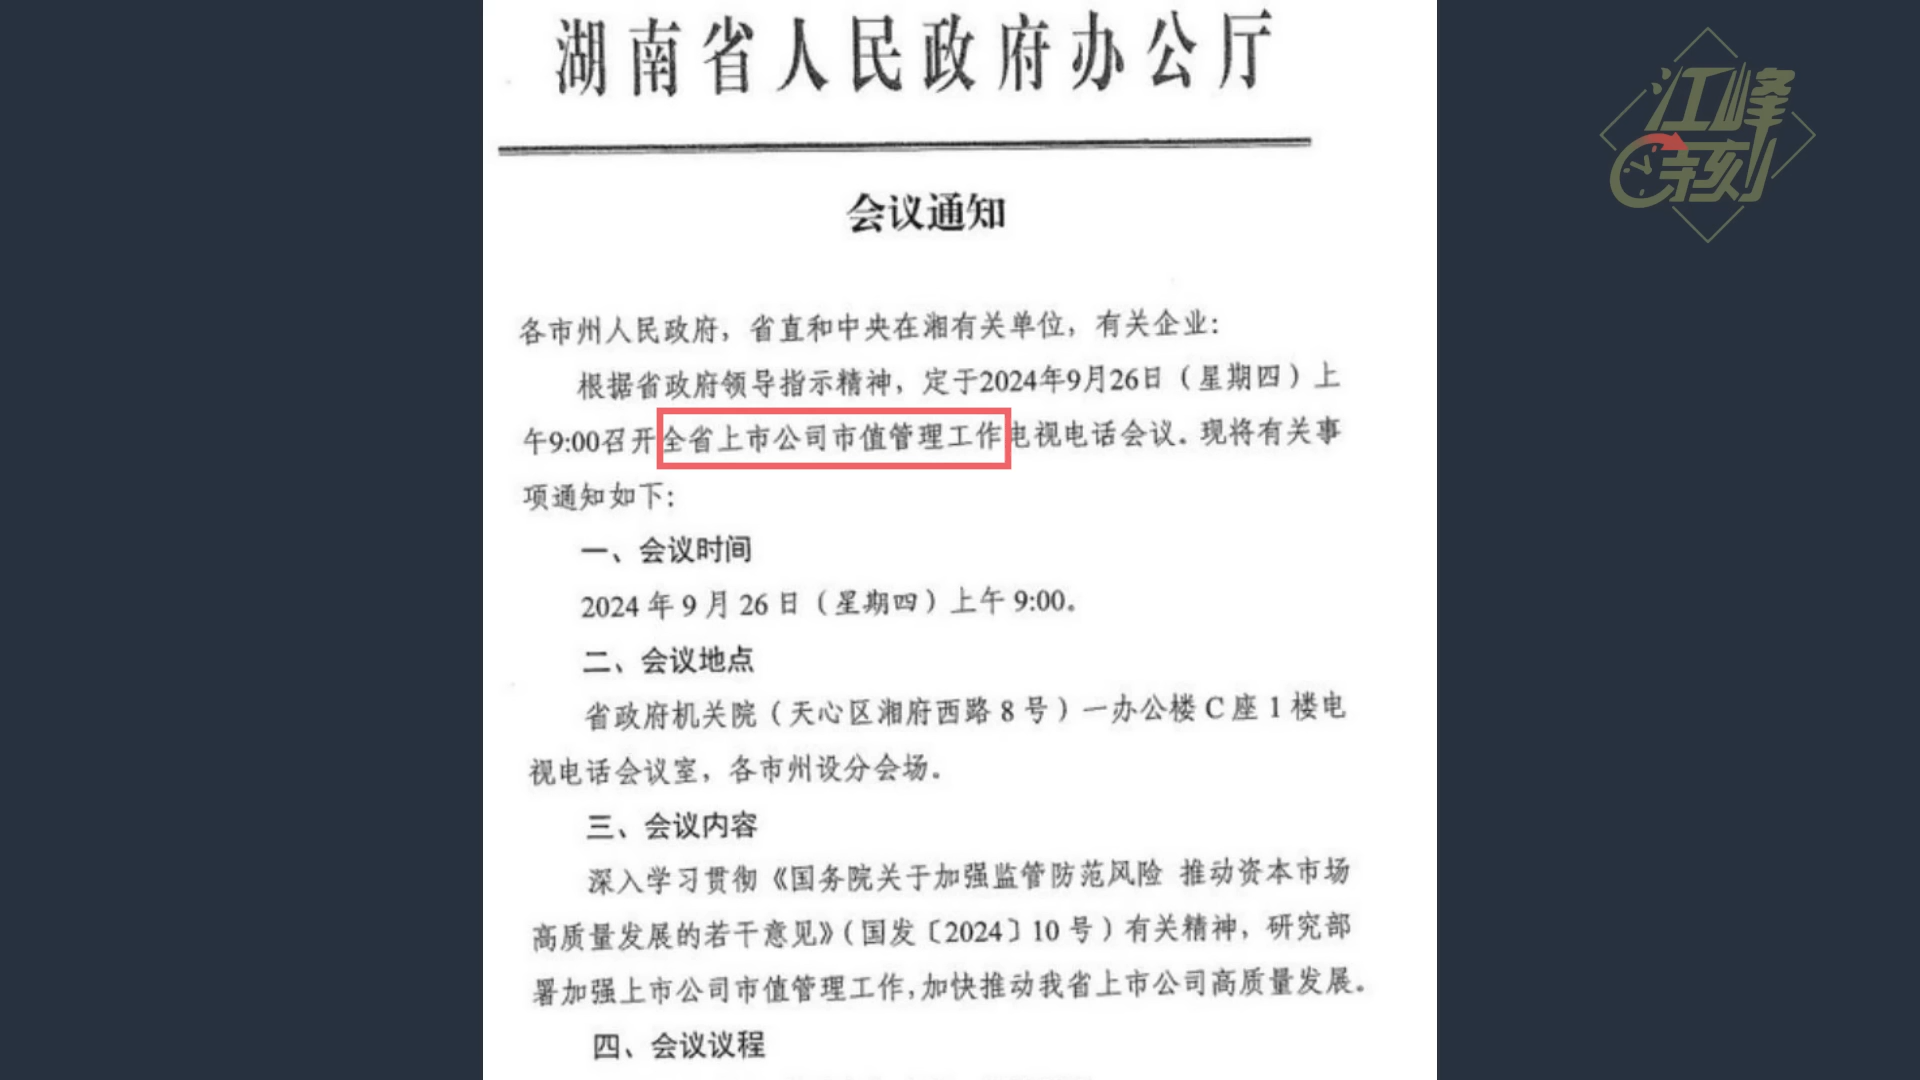 湖南省人民政府办公厅
江峰
时刻
会议通知
各市州人民政府，省直和中央在湘有关单位，有关企业：
根据省政府领导指示精神，定于2024年9月26日（星期四）上
午9:00召开全省上市公司市值管理工作电视电话会议。现将有关事
项通知如下：
一、会议时间
2024年9月26日（星期四）上午9:00。
二、会议地点
省政府机关院（天心区湘府西路8号）一办公楼C座1楼电
视电话会议室，各市州设分会场。
三、会议内容
深入学习贯彻《国务院关于加强监管防范风险 推动资本市场
高质量发展的若干意见》（国发〔2024〕10号）有关精神，研究部
署加强上市公司市值管理工作,加快推动我省上市公司高质量发展。
四、会议议程